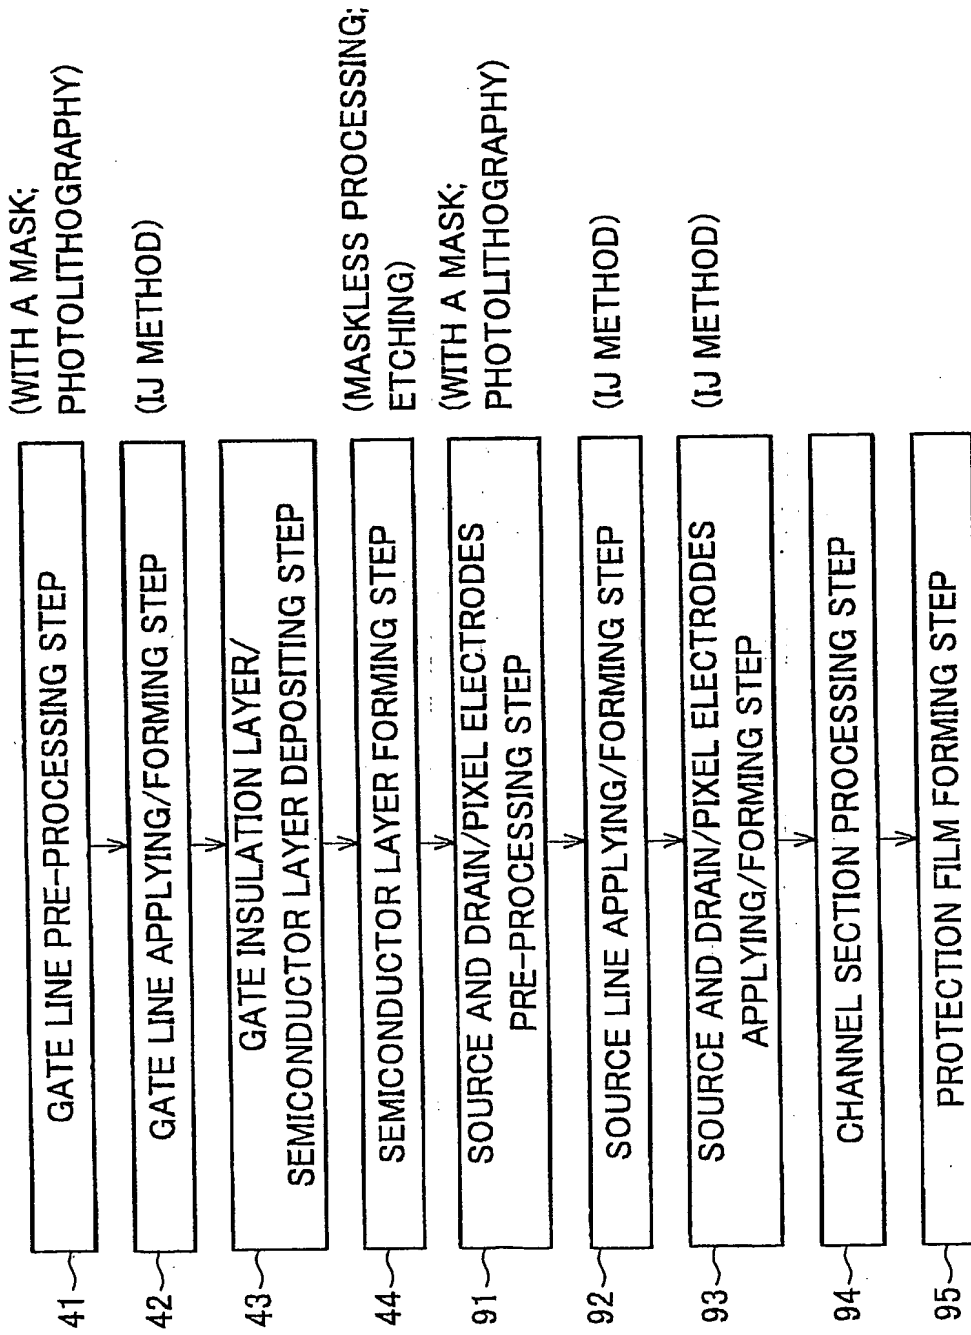 41
GATE LINE PRE-PROCESSING STEP
(WITH A MASK;
PHOTOLITHOGRAPHY)
42
GATE LINE APPLYING/FORMING STEP
(IJ METHOD)
43
GATE INSULATION LAYER/
SEMICONDUCTOR LAYER DEPOSITING STEP
44
SEMICONDUCTOR LAYER FORMING STEP
(MASKLESS PROCESSING;
ETCHING)
91
SOURCE AND DRAIN/PIXEL ELECTRODES
PRE-PROCESSING STEP
(WITH A MASK;
PHOTOLITHOGRAPHY)
92
SOURCE LINE APPLYING/FORMING STEP
(IJ METHOD)
93
SOURCE AND DRAIN/PIXEL ELECTRODES
APPLYING/FORMING STEP
(IJ METHOD)
94
CHANNEL SECTION PROCESSING STEP
95
PROTECTION FILM FORMING STEP